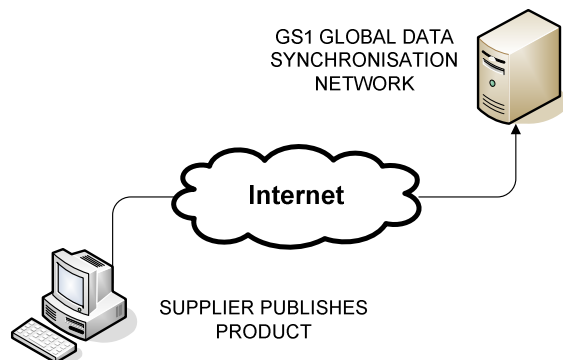 GS1 GLOBAL DATA
SYNCHRONISATION
NETWORK
Internet
SUPPLIER PUBLISHES
PRODUCT